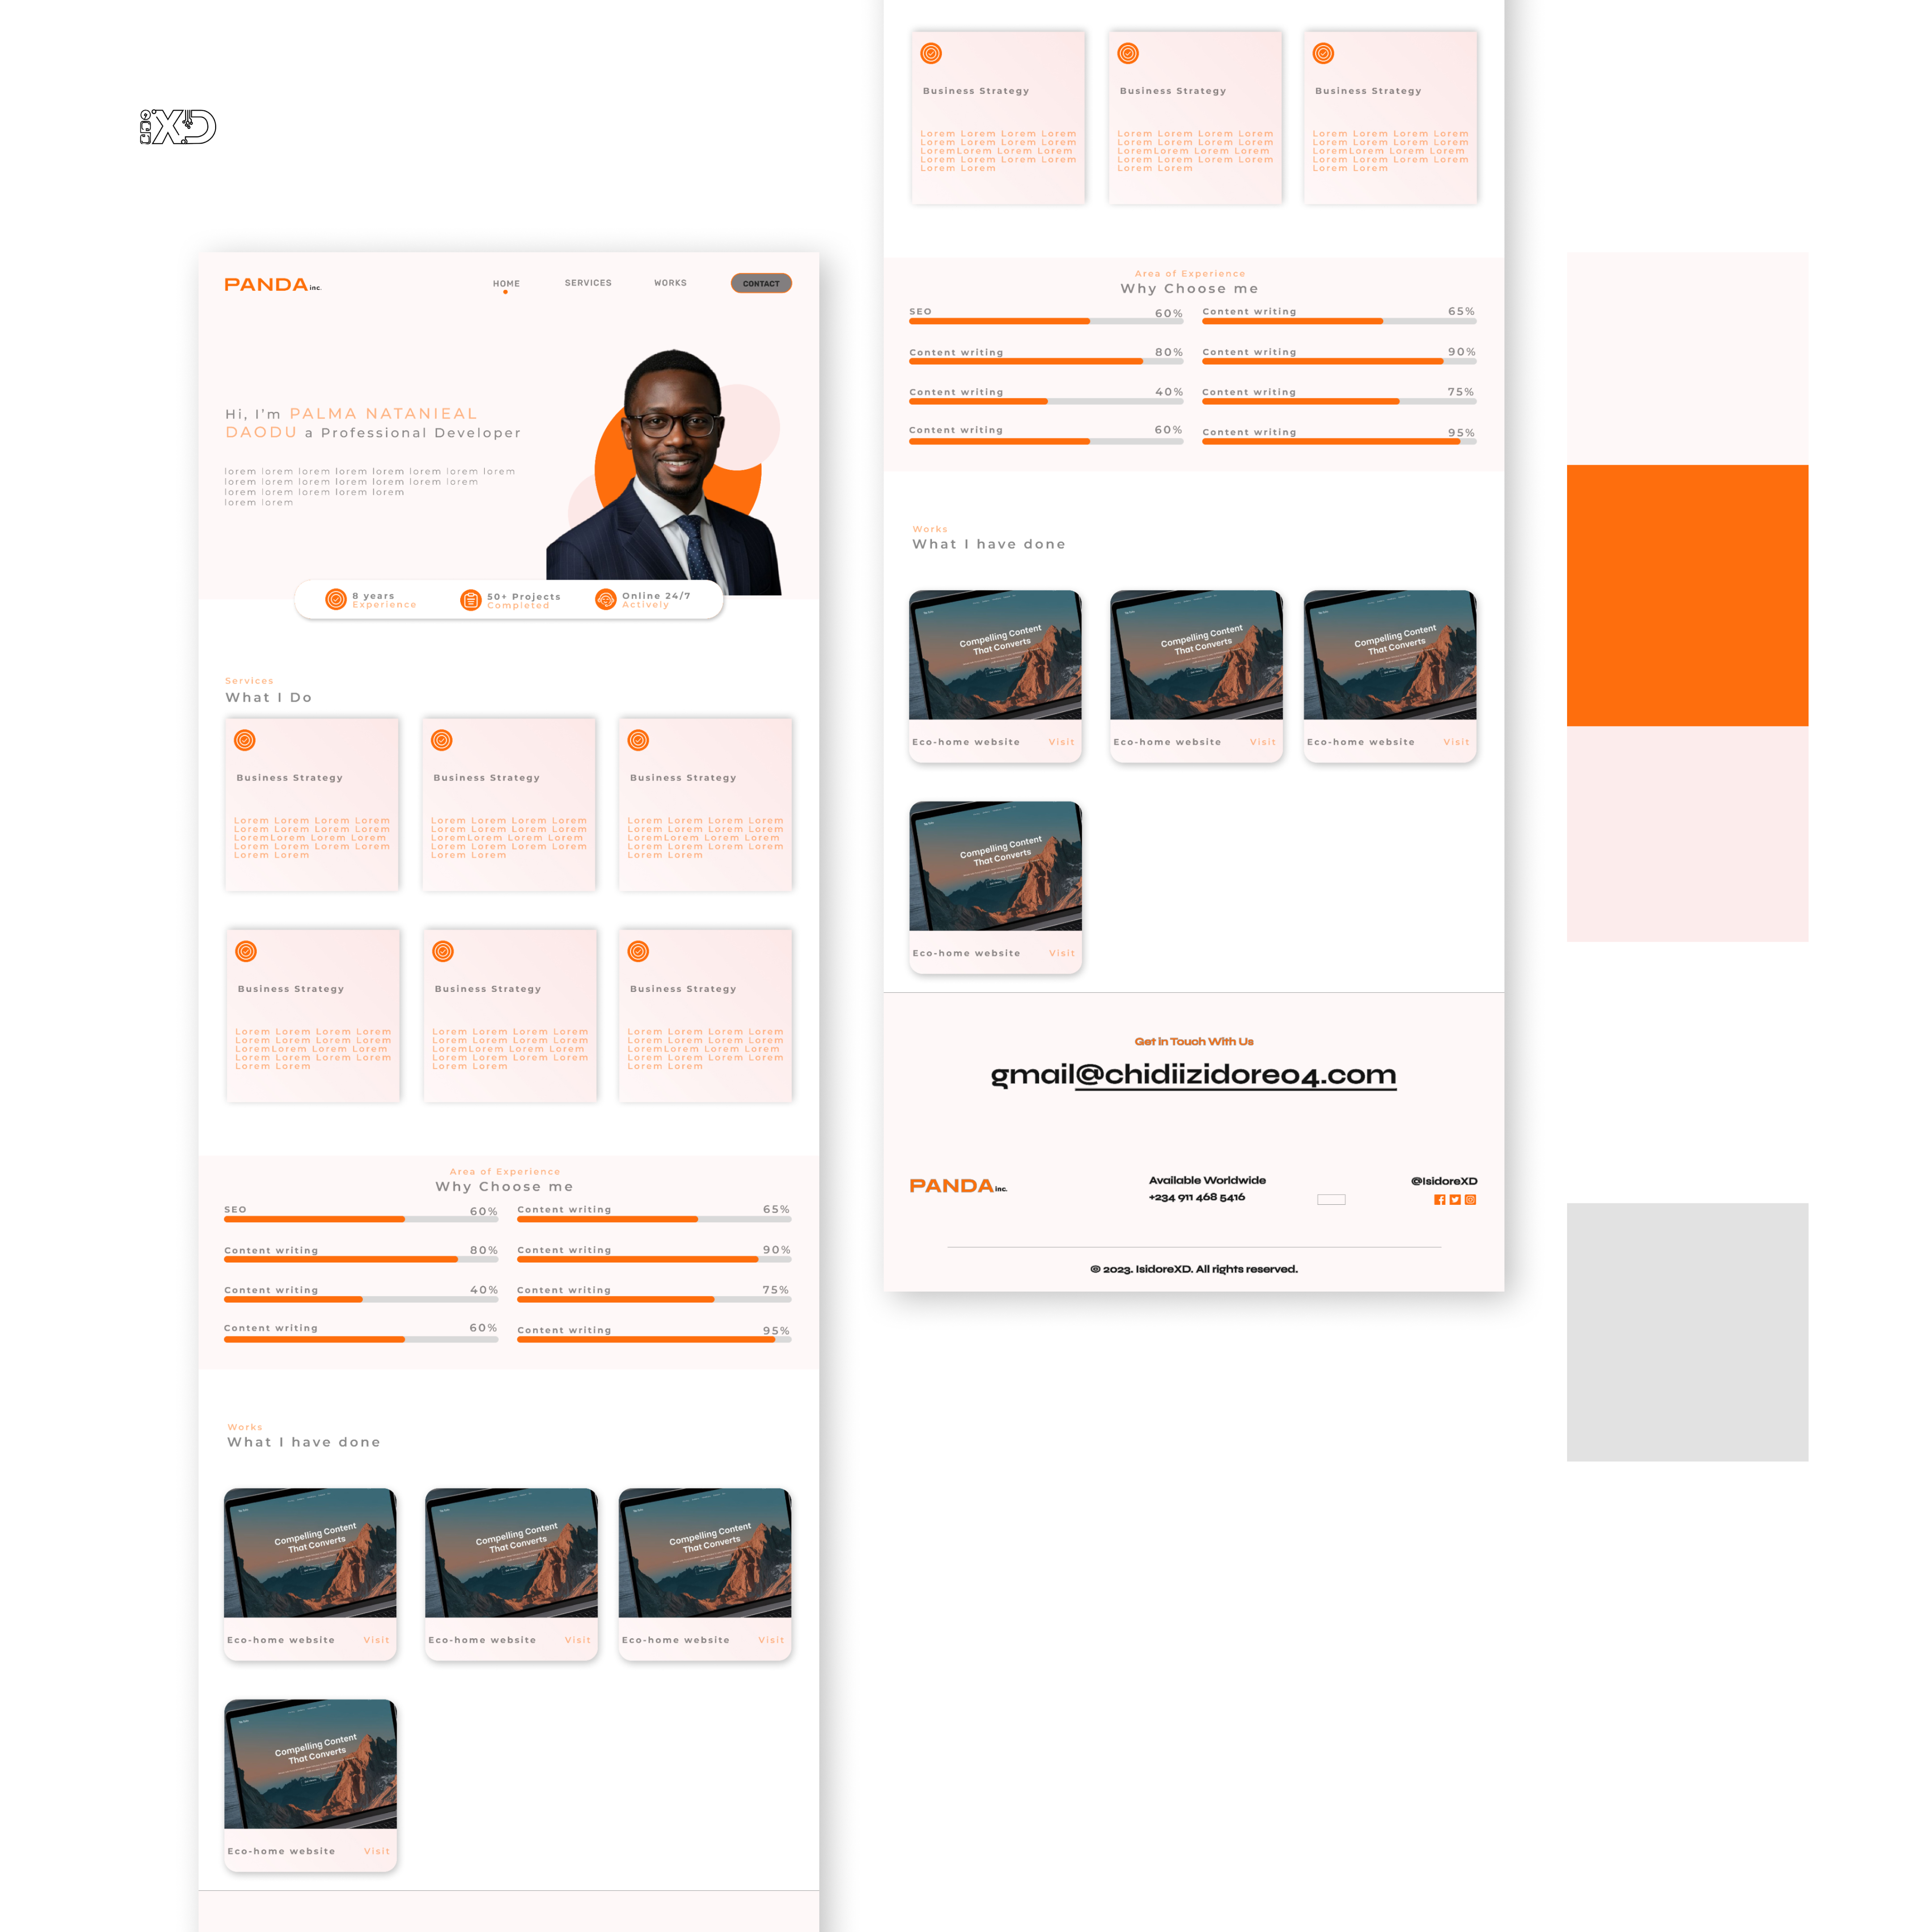 iXD
PANDA inc.
HOME SERVICES WORKS CONTACT
Hi, I'm PALMA NATANIEAL
DAODU a Professional Developer
lorem lorem lorem lorem lorem lorem lorem lorem
lorem lorem lorem lorem lorem lorem lorem
lorem lorem lorem lorem lorem
lorem lorem
8 years
Experience
50+ Projects
Completed
Online 24/7
Actively
Services
What I Do
Business Strategy
Lorem Lorem Lorem Lorem
Lorem Lorem Lorem Lorem
LoremLorem Lorem Lorem
Lorem Lorem Lorem Lorem
Lorem Lorem
Business Strategy
Lorem Lorem Lorem Lorem
Lorem Lorem Lorem Lorem
LoremLorem Lorem Lorem
Lorem Lorem Lorem Lorem
Lorem Lorem
Business Strategy
Lorem Lorem Lorem Lorem
Lorem Lorem Lorem Lorem
LoremLorem Lorem Lorem
Lorem Lorem Lorem Lorem
Lorem Lorem
Business Strategy
Lorem Lorem Lorem Lorem
Lorem Lorem Lorem Lorem
LoremLorem Lorem Lorem
Lorem Lorem Lorem Lorem
Lorem Lorem
Business Strategy
Lorem Lorem Lorem Lorem
Lorem Lorem Lorem Lorem
LoremLorem Lorem Lorem
Lorem Lorem Lorem Lorem
Lorem Lorem
Business Strategy
Lorem Lorem Lorem Lorem
Lorem Lorem Lorem Lorem
LoremLorem Lorem Lorem
Lorem Lorem Lorem Lorem
Lorem Lorem
Area of Experience
Why Choose me
SEO 60%
Content writing 65%
Content writing 80%
Content writing 90%
Content writing 40%
Content writing 75%
Content writing 60%
Content writing 95%
Works
What I have done
Compelling Content
That Converts
Eco-home website Visit
Compelling Content
That Converts
Eco-home website Visit
Compelling Content
That Converts
Eco-home website Visit
Compelling Content
That Converts
Eco-home website Visit
Business Strategy
Lorem Lorem Lorem Lorem
Lorem Lorem Lorem Lorem
LoremLorem Lorem Lorem
Lorem Lorem Lorem Lorem
Lorem Lorem
Business Strategy
Lorem Lorem Lorem Lorem
Lorem Lorem Lorem Lorem
LoremLorem Lorem Lorem
Lorem Lorem Lorem Lorem
Lorem Lorem
Business Strategy
Lorem Lorem Lorem Lorem
Lorem Lorem Lorem Lorem
LoremLorem Lorem Lorem
Lorem Lorem Lorem Lorem
Lorem Lorem
Area of Experience
Why Choose me
SEO 60%
Content writing 65%
Content writing 80%
Content writing 90%
Content writing 40%
Content writing 75%
Content writing 60%
Content writing 95%
Works
What I have done
Compelling Content
That Converts
Eco-home website Visit
Compelling Content
That Converts
Eco-home website Visit
Compelling Content
That Converts
Eco-home website Visit
Compelling Content
That Converts
Eco-home website Visit
Get in Touch With Us
gmail@chidiizidore04.com
PANDA inc.
Available Worldwide
+234 911 468 5416
@IsidoreXD
© 2023. IsidoreXD. All rights reserved.